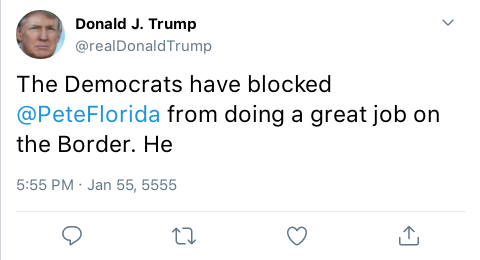 Donald J. Trump
@realDonaldTrump
The Democrats have blocked
@PeteFlorida from doing a great job on
the Border. He
5:55 PM · Jan 55, 5555